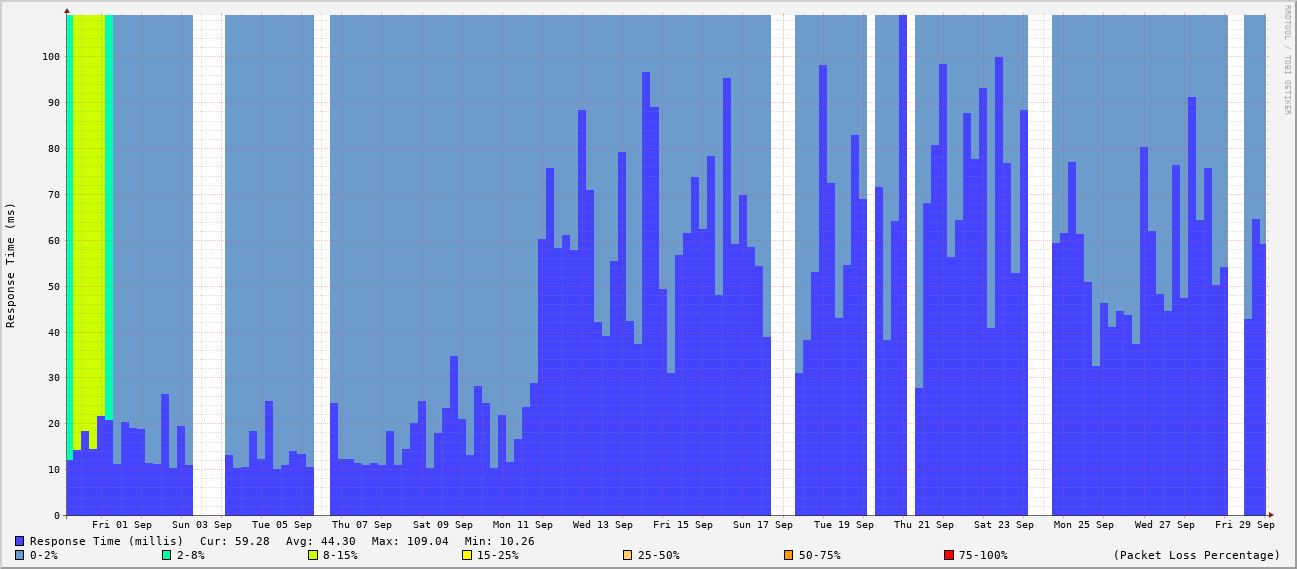 RRDTOOL / TOBI OETIKER
Response Time (ms)
100
90
80
70
60
50
40
30
20
10
0
Fri 01 Sep Sun 03 Sep Tue 05 Sep Thu 07 Sep Sat 09 Sep Mon 11 Sep Wed 13 Sep Fri 15 Sep Sun 17 Sep Tue 19 Sep Thu 21 Sep Sat 23 Sep Mon 25 Sep Wed 27 Sep Fri 29 Sep
Response Time (millis) Cur: 59.28 Avg: 44.30 Max: 109.04 Min: 10.26
0-2% 2-8% 8-15% 15-25% 25-50% 50-75% 75-100% (Packet Loss Percentage)